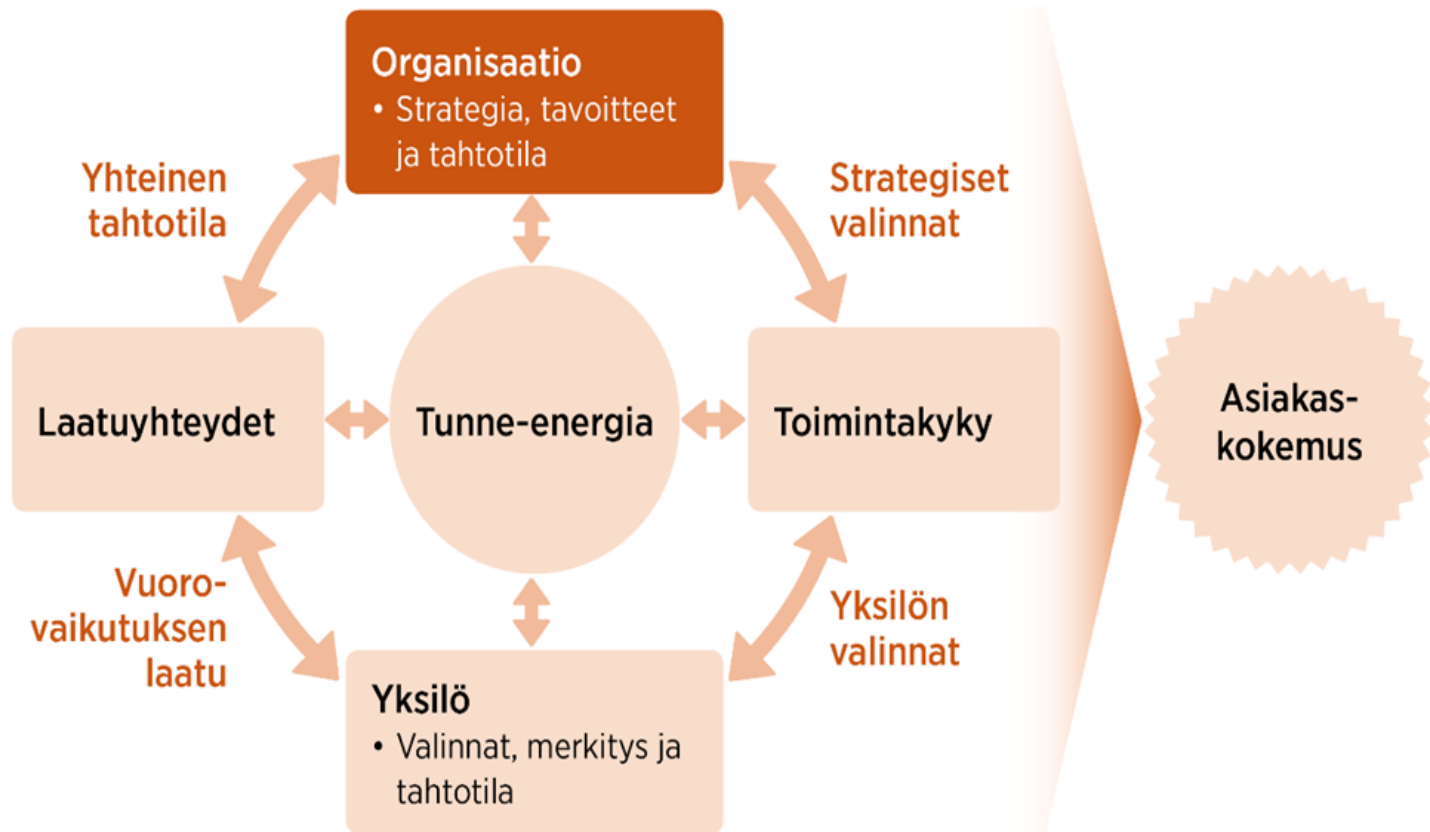 Organisaatio
• Strategia, tavoitteet
ja tahtotila
Yhteinen
tahtotila
Strategiset
valinnat
Laatuyhteydet
Tunne-energia
Toimintakyky
Asiakas-
kokemus
Vuoro-
vaikutuksen
laatu
Yksilön
valinnat
Yksilö
• Valinnat, merkitys ja
tahtotila